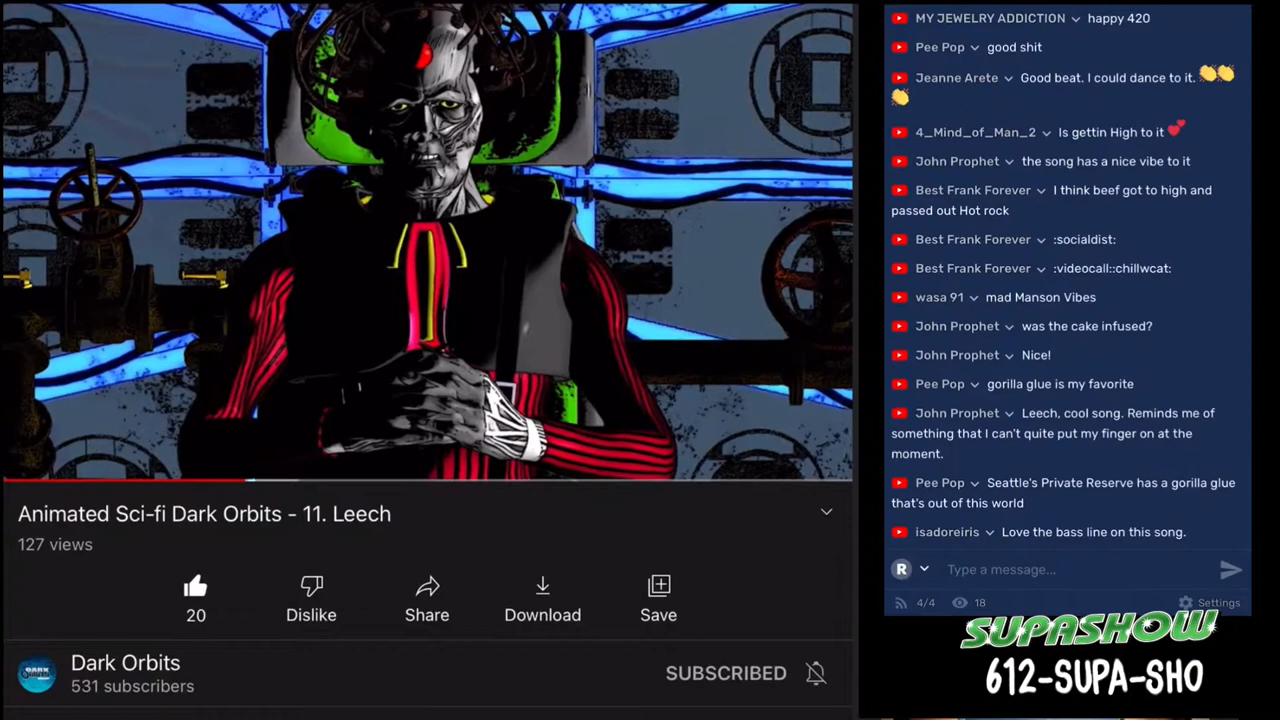 MY JEWELRY ADDICTION happy 420
Pee Pop good shit
Jeanne Arete Good beat. I could dance to it. 👏👏
👏
4_Mind_of_Man_2 Is gettin High to it 💕
John Prophet the song has a nice vibe to it
Best Frank Forever I think beef got to high and
passed out Hot rock
Best Frank Forever :socialdist:
Best Frank Forever :videocall::chillwcat:
wasa 91 mad Manson Vibes
John Prophet was the cake infused?
John Prophet Nice!
Pee Pop gorilla glue is my favorite
John Prophet Leech, cool song. Reminds me of
something that I can't quite put my finger on at the
moment.
Pee Pop Seattle's Private Reserve has a gorilla glue
that's out of this world
isadoreiris Love the bass line on this song.
R Type a message...
4/4 18 Settings
SUPASHOW
612-SUPA-SHO
Animated Sci-fi Dark Orbits - 11. Leech
127 views
20 Dislike Share Download Save
Dark Orbits
531 subscribers
SUBSCRIBED